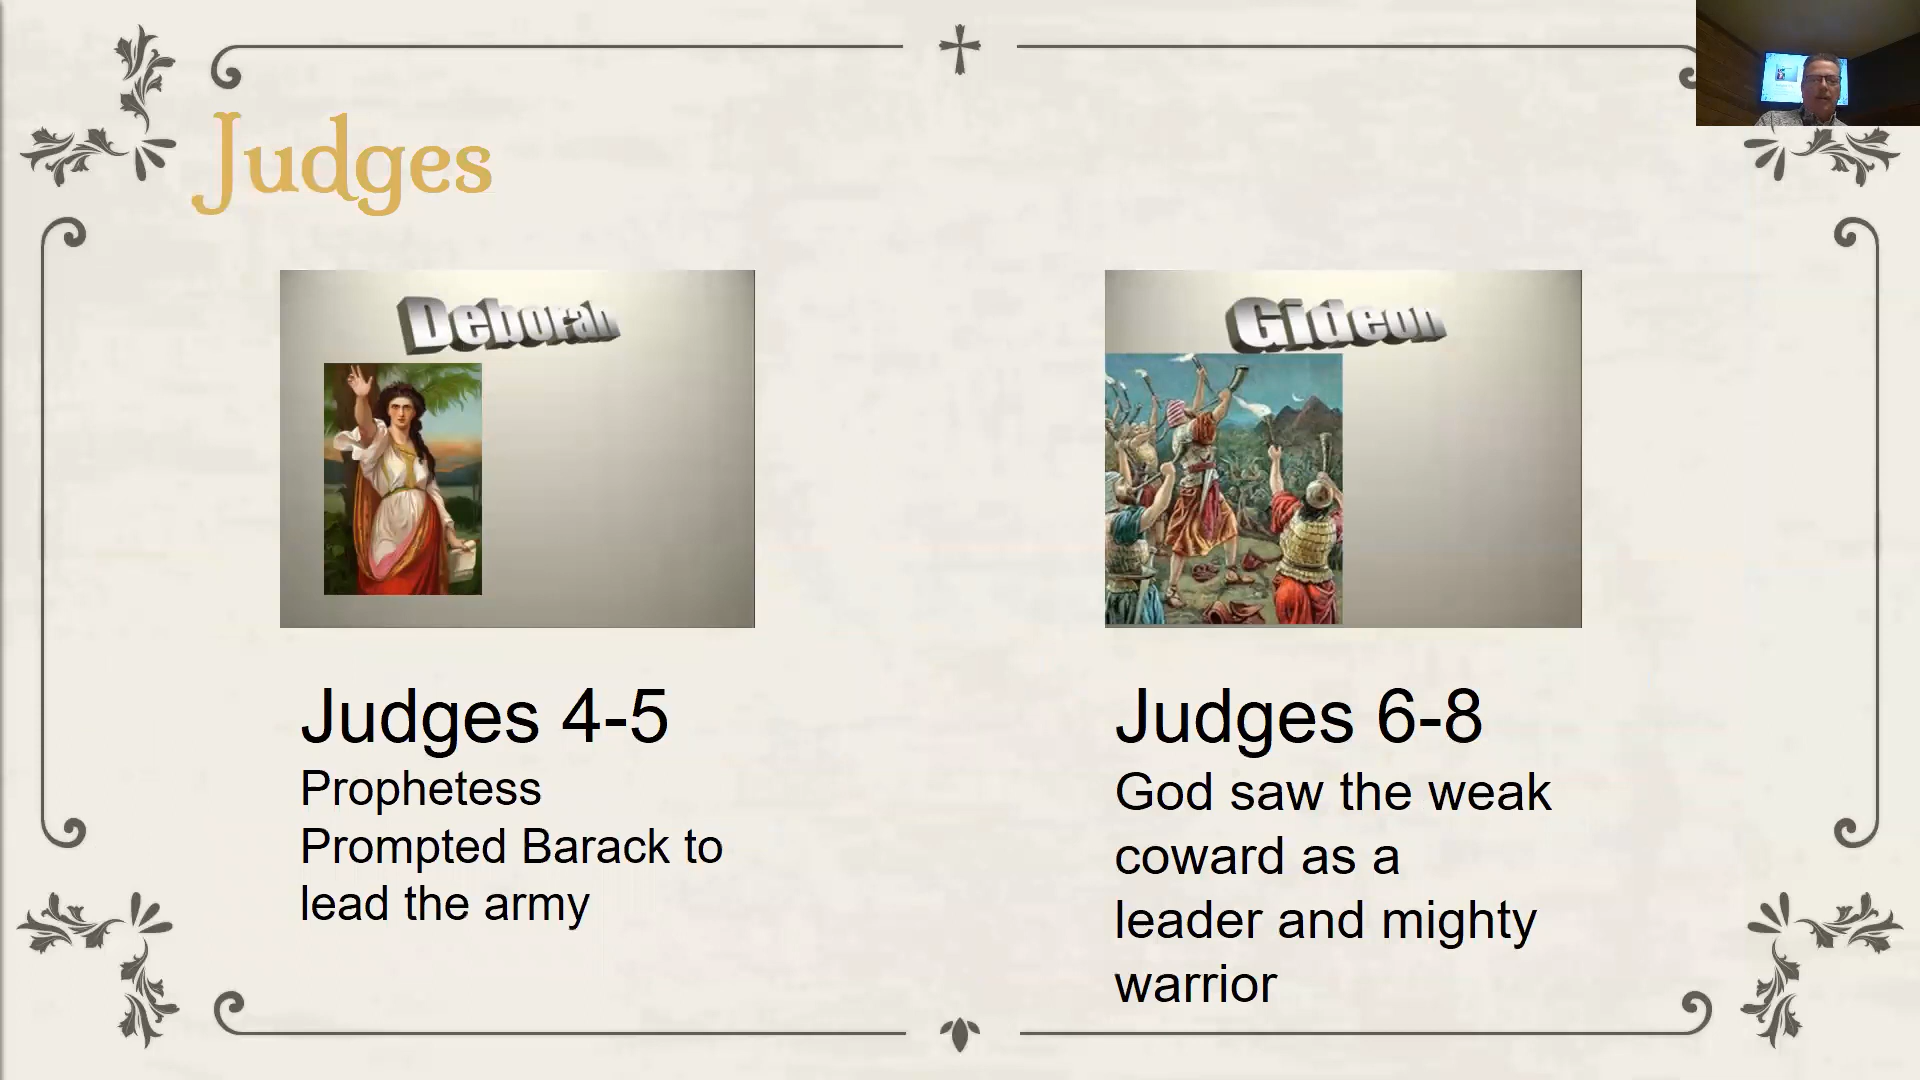 Judges
Deborah
Gideon
Judges 4-5
Prophetess
Prompted Barack to
lead the army
Judges 6-8
God saw the weak
coward as a
leader and mighty
warrior